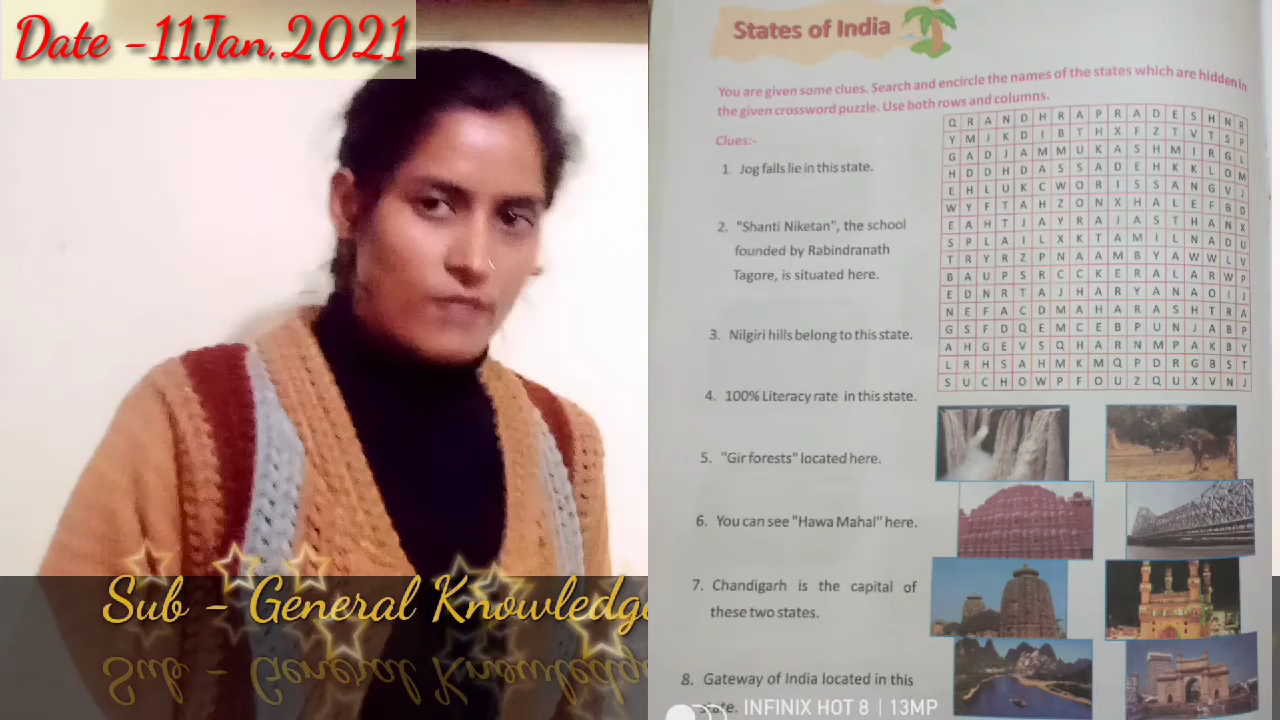 Date -11Jan.2021
Sub - General Knowledge
States of India
You are given some clues. Search and encircle the names of the states which are hidden in
the given crossword puzzle. Use both rows and columns.
Clues:-
1. Jog falls lie in this state.
2. "Shanti Niketan", the school
founded by Rabindranath
Tagore, is situated here.
3. Nilgiri hills belong to this state.
4. 100% Literacy rate in this state.
5. "Gir forests" located here.
6. You can see "Hawa Mahal" here.
7. Chandigarh is the capital of
these two states.
8. Gateway of India located in this
state.
Q R A N D H R A P R A D E S H N R
Y M J K D I B T H X F Z T V T S P
G A D J A M M U K A S H M I R G L
H D D H D A S S A D E H K K L O M
E H L U K C W O R I S S A N G V J
W Y F T A H Z O N X H A L E F B D
E A H T J A Y R A J A S T H A N X
S P L A I L X K T A M I L N A D U
T R Y R Z P N A A M B Y A W W L V
B A U P S R C C K E R A L A R W P
E D N R T A J H A R Y A N A O I J
N E F A C D M A H A R A S H T R A
G S F D Q E M C E B P U N J A B P
A H G E V S Q H A R N M P A K B Y
L R H S A H M K M Q P D R G B S T
S U C H O W P F O U Z Q U X V N J
INFINIX HOT 8 | 13MP